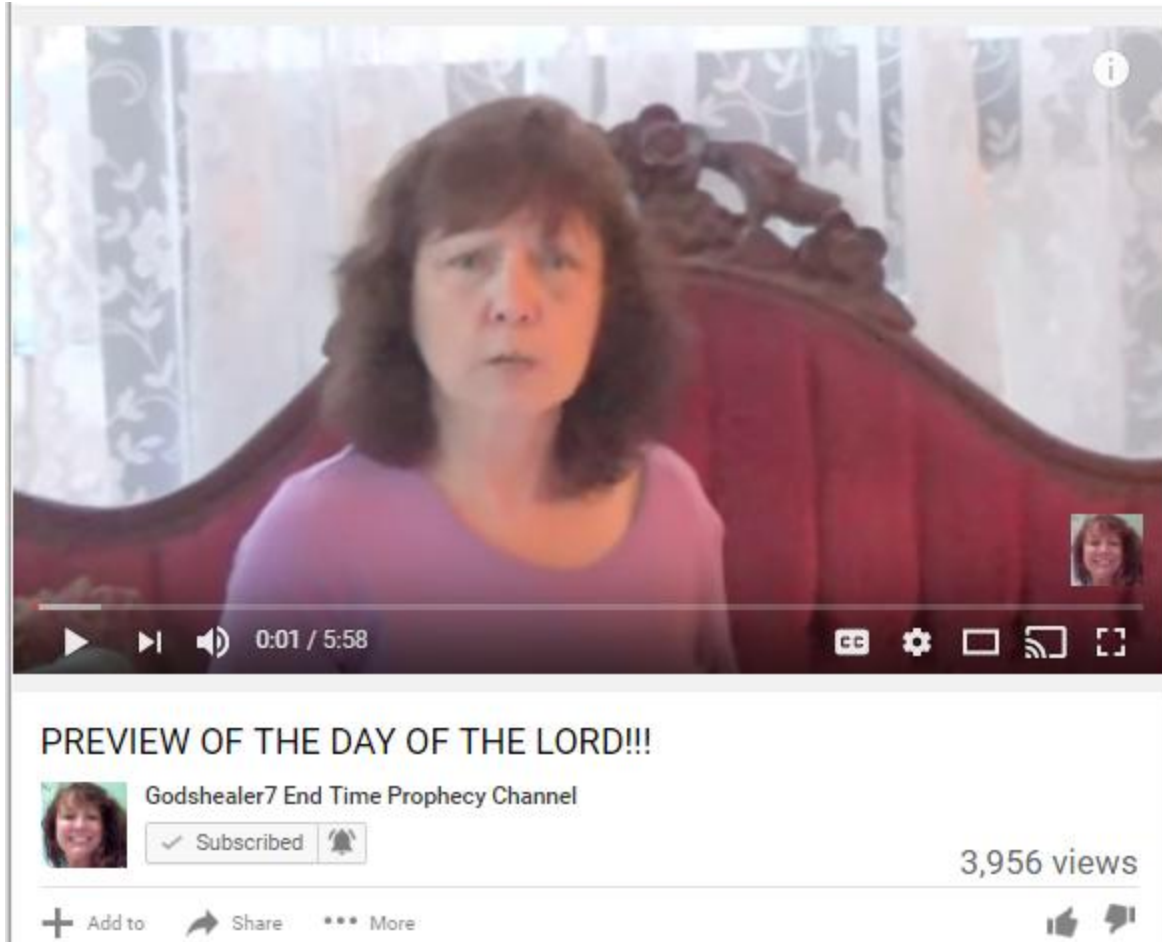 i
0:01 / 5:58
CC
PREVIEW OF THE DAY OF THE LORD!!!
Godshealer7 End Time Prophecy Channel
Subscribed
3,956 views
Add to
Share
More